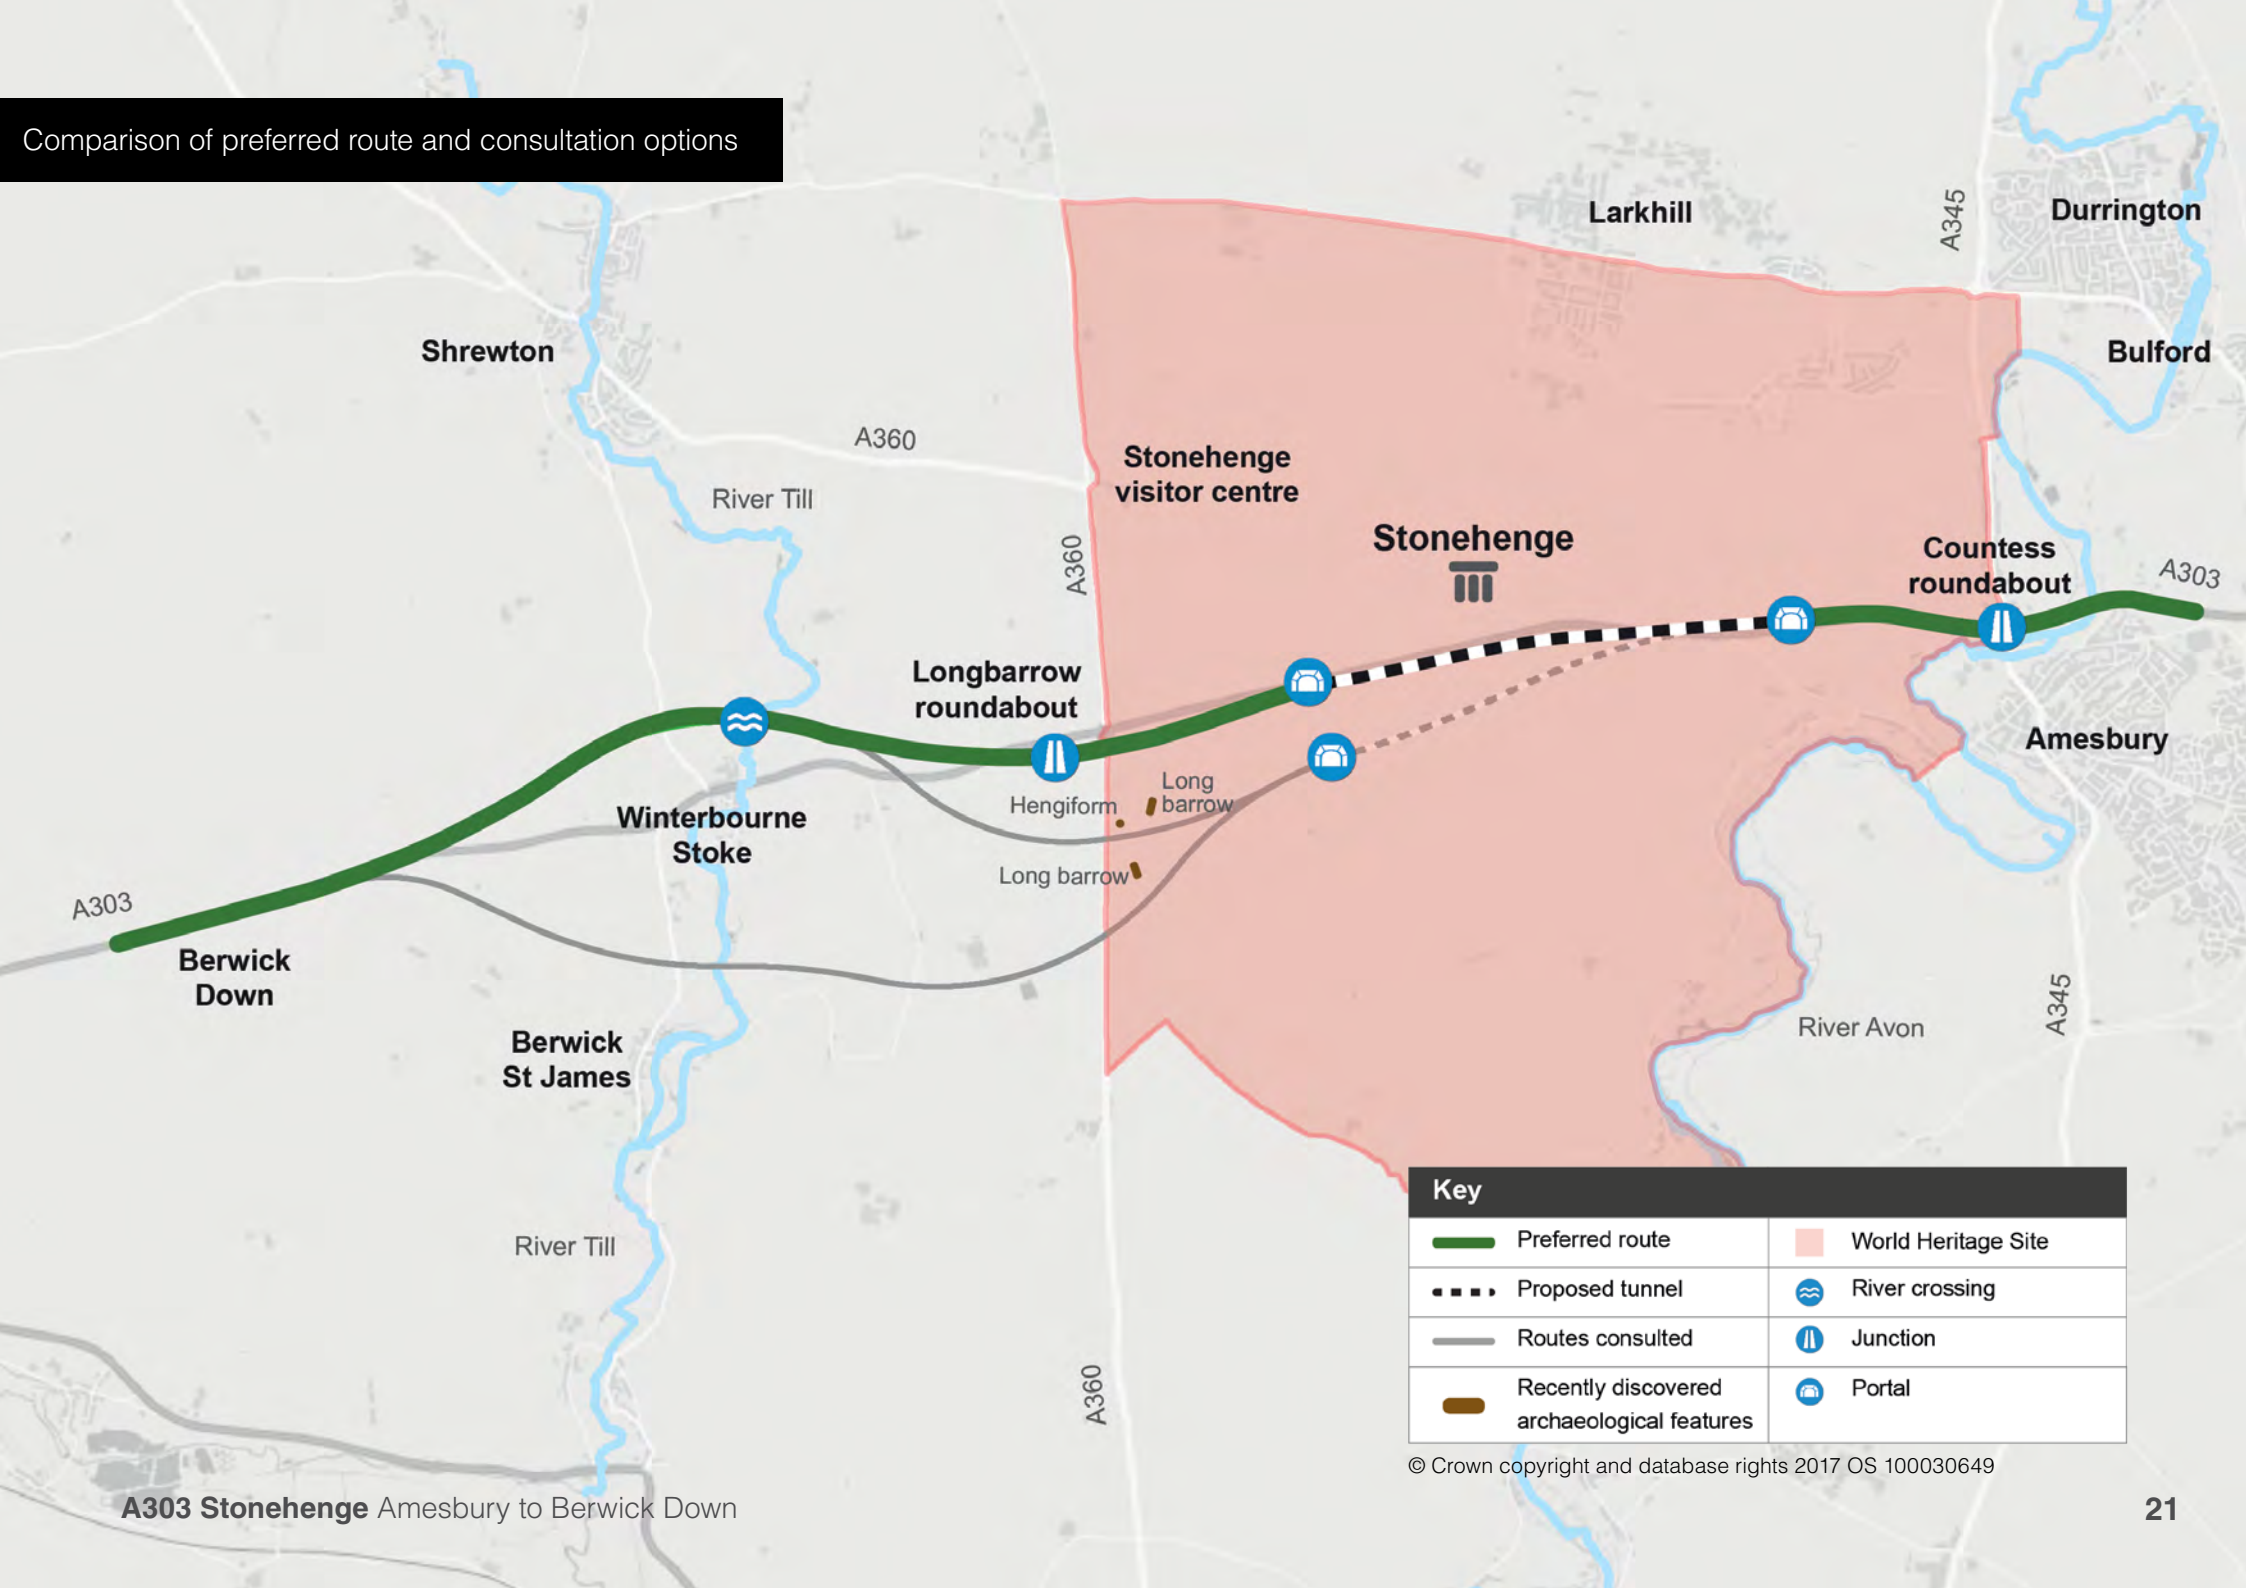 Comparison of preferred route and consultation options
Larkhill
A345
Durrington
Shrewton
Bulford
A360
Stonehenge
visitor centre
River Till
Stonehenge
A360
Countess
roundabout
A303
Longbarrow
roundabout
Amesbury
Long
barrow
Hengiform
Winterbourne
Stoke
Long barrow
A303
Berwick
Down
River Avon
A345
Berwick
St James
River Till
A360
Key
Preferred route
World Heritage Site
Proposed tunnel
River crossing
Routes consulted
Junction
Recently discovered
archaeological features
Portal
© Crown copyright and database rights 2017 OS 100030649
A303 Stonehenge Amesbury to Berwick Down
21